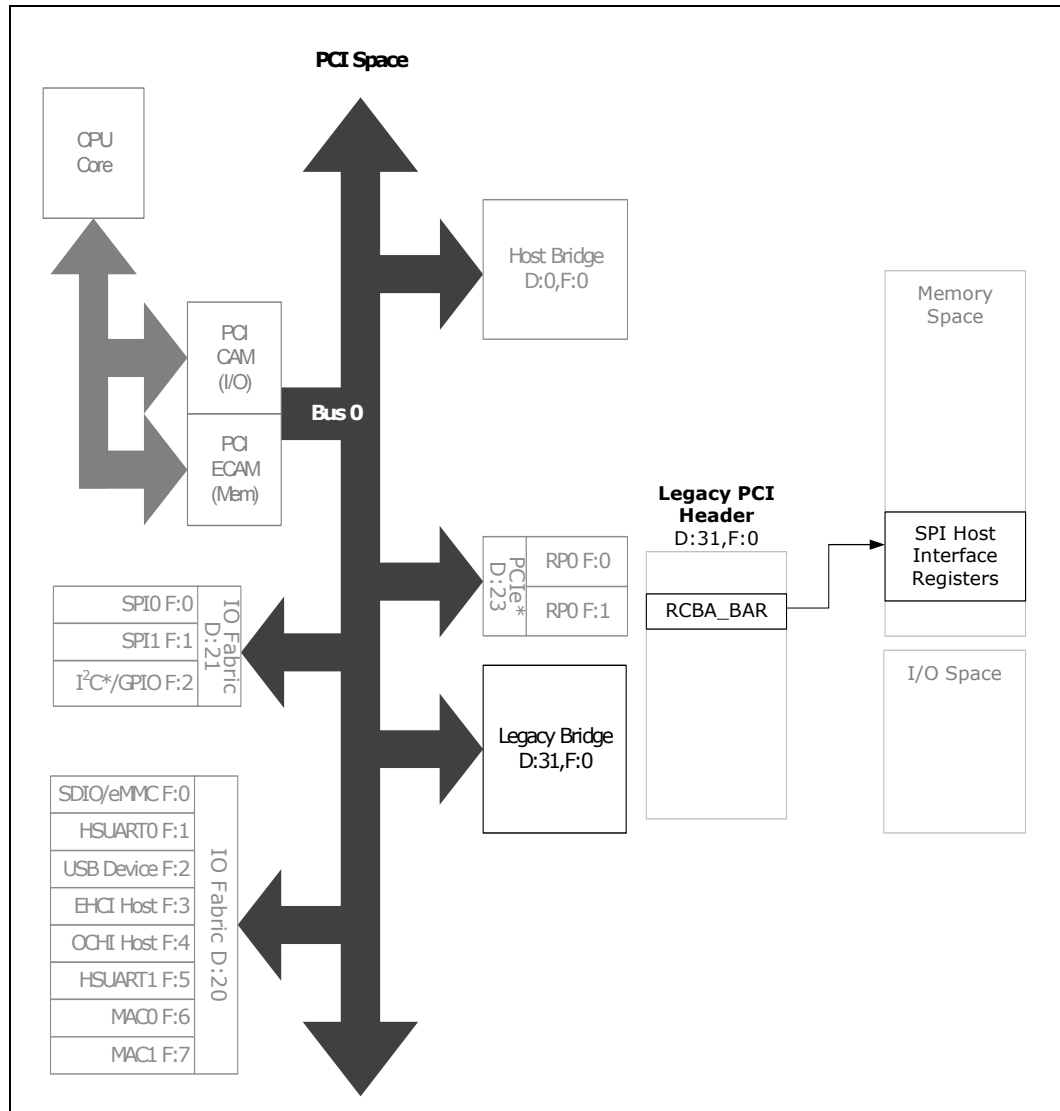 PCI Space
CPU
Core
Host Bridge
D:0,F:0
Memory
Space
PCI
CAM
(I/O)
Bus 0
PCI
ECAM
(Mem)
Legacy PCI
Header
D:31,F:0
SPI Host
Interface
Registers
PCIe*
D:23
RP0 F:0
RP0 F:1
RCBA_BAR
SPI0 F:0
SPI1 F:1
I²C*/GPIO F:2
IO Fabric
D:21
I/O Space
Legacy Bridge
D:31,F:0
SDIO/eMMC F:0
HSUART0 F:1
USB Device F:2
EHCI Host F:3
OCHI Host F:4
HSUART1 F:5
MAC0 F:6
MAC1 F:7
IO Fabric D:20